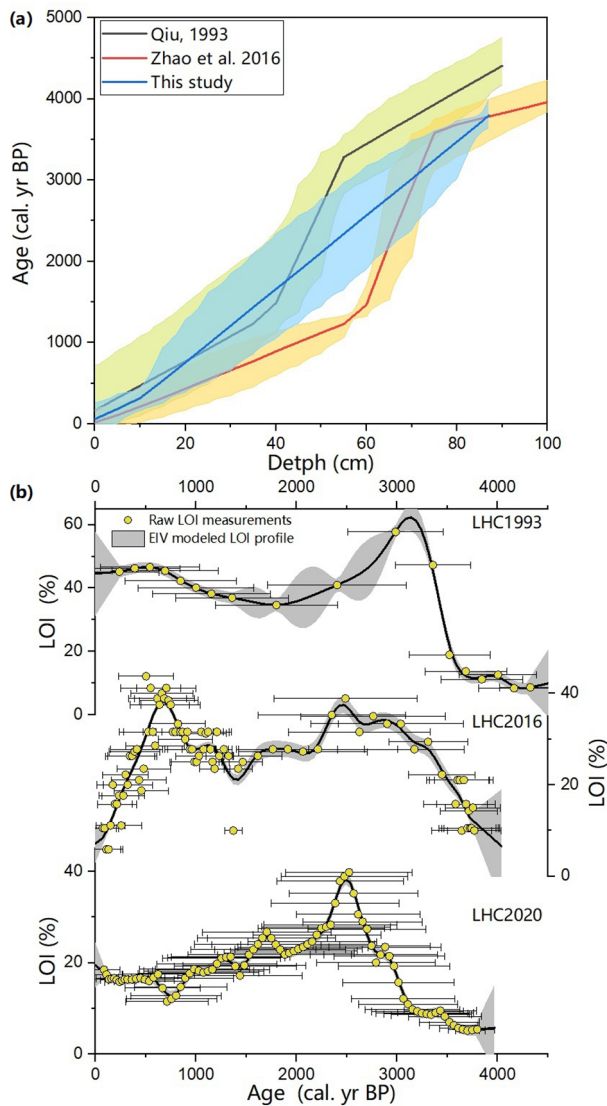 (a)
Qiu, 1993
Zhao et al. 2016
This study
Age (cal. yr BP)
5000
4000
3000
2000
1000
0
0 20 40 60 80 100
Detph (cm)
(b)
0 1000 2000 3000 4000
Raw LOI measurements
EIV modeled LOI profile
LHC1993
LOI (%)
60
40
20
0
LHC2016
LOI (%)
40
20
0
LHC2020
LOI (%)
40
20
0
0 1000 2000 3000 4000
Age (cal. yr BP)